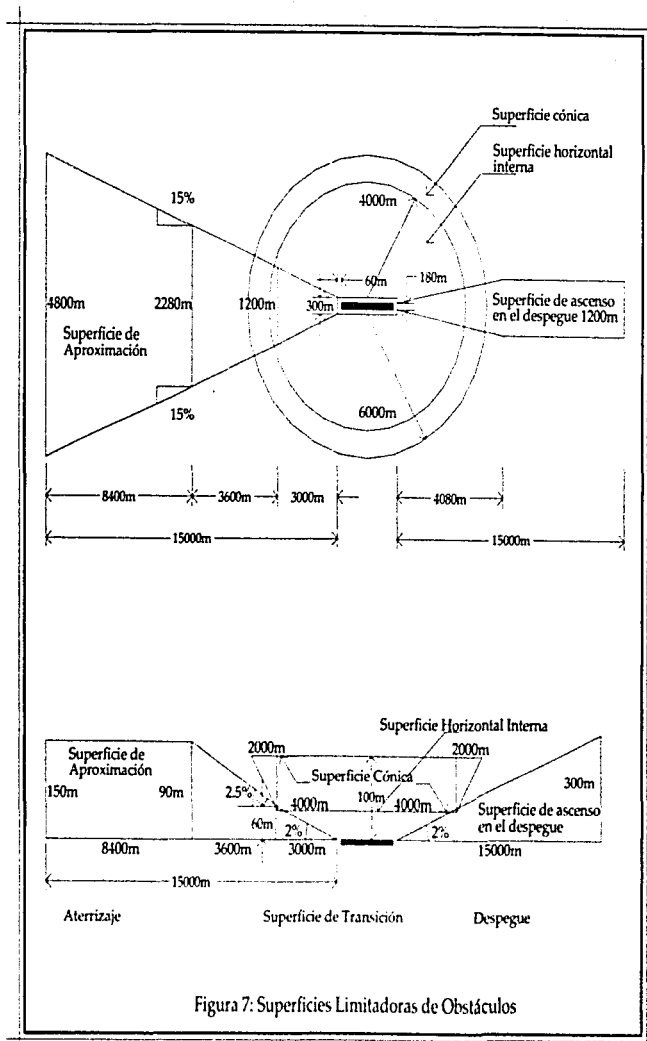 Superficie cónica
Superficie horizontal
interna
15%
4000m
60m
180m
4800m
2280m
1200m
300m
Superficie de ascenso
en el despegue 1200m
Superficie de
Aproximación
15%
6000m
8400m
3600m
3000m
4080m
15000m
15000m
Superficie Horizontal Interna
Superficie de
Aproximación
2000m
2000m
Superficie Cónica
150m
90m
2.5%
4000m
100m
4000m
300m
60m
2%
2%
Superficie de ascenso
en el despegue
8400m
3600m
3000m
15000m
15000m
Aterrizaje
Superficie de Transición
Despegue
Figura 7: Superficies Limitadoras de Obstáculos